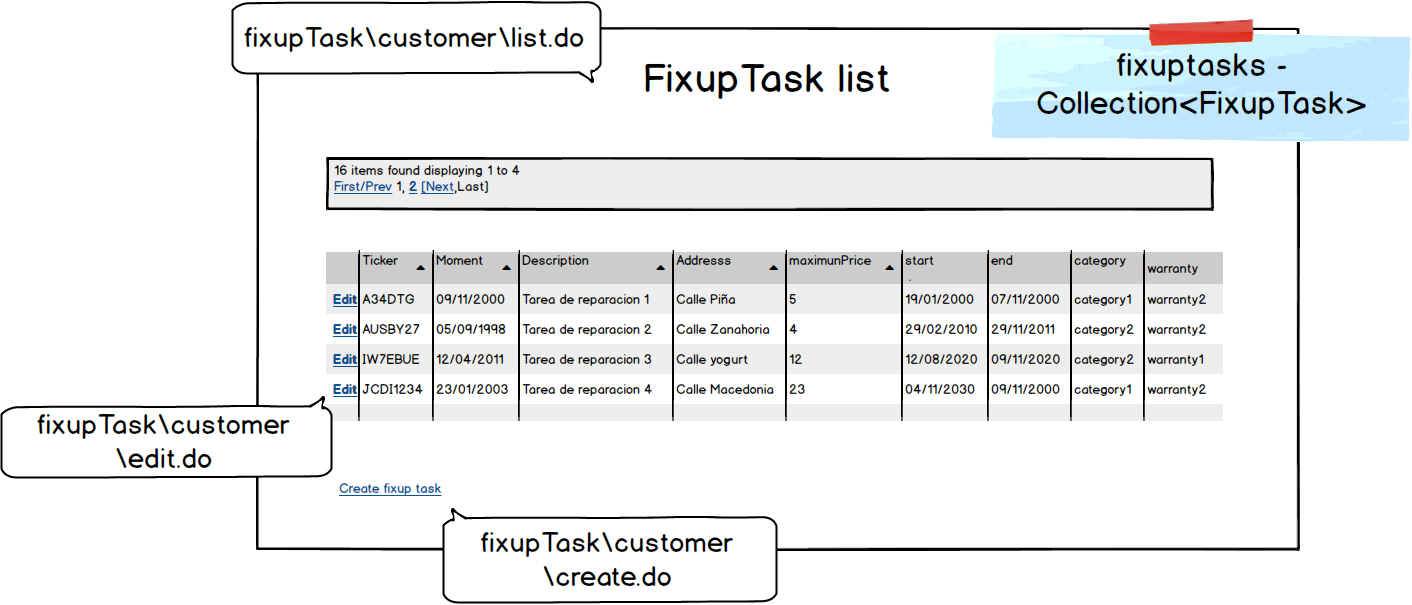 fixupTask\customer\list.do
FixupTask list
fixuptasks -
Collection<FixupTask>
16 items found displaying 1 to 4
First/Prev 1, 2 [Next,Last]
Ticker Moment Description Addresss maximunPrice start end category warranty
Edit A34DTG 09/11/2000 Tarea de reparacion 1 Calle Piña 5 19/01/2000 07/11/2000 category1 warranty2
Edit AUSBY27 05/09/1998 Tarea de reparacion 2 Calle Zanahoria 4 29/02/2010 29/11/2011 category2 warranty2
Edit IW7EBUE 12/04/2011 Tarea de reparacion 3 Calle yogurt 12 12/08/2020 09/11/2020 category2 warranty1
Edit JCDI1234 23/01/2003 Tarea de reparacion 4 Calle Macedonia 23 04/11/2030 09/11/2000 category1 warranty2
fixupTask\customer
\edit.do
Create fixup task
fixupTask\customer
\create.do